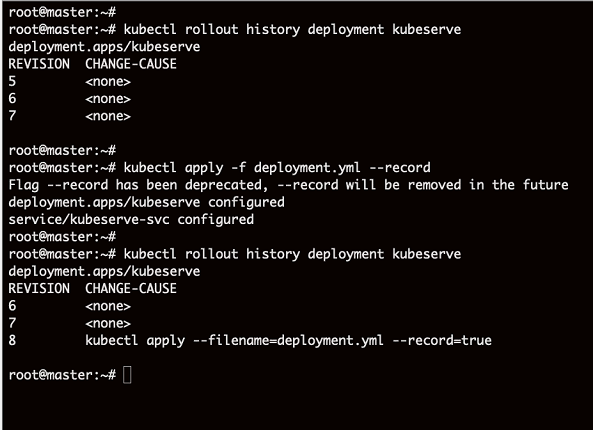 root@master:~#
root@master:~# kubectl rollout history deployment kubeserve
deployment.apps/kubeserve
REVISION  CHANGE-CAUSE
5         <none>
6         <none>
7         <none>

root@master:~#
root@master:~# kubectl apply -f deployment.yml --record
Flag --record has been deprecated, --record will be removed in the future
deployment.apps/kubeserve configured
service/kubeserve-svc configured
root@master:~#
root@master:~# kubectl rollout history deployment kubeserve
deployment.apps/kubeserve
REVISION  CHANGE-CAUSE
6         <none>
7         <none>
8         kubectl apply --filename=deployment.yml --record=true

root@master:~#